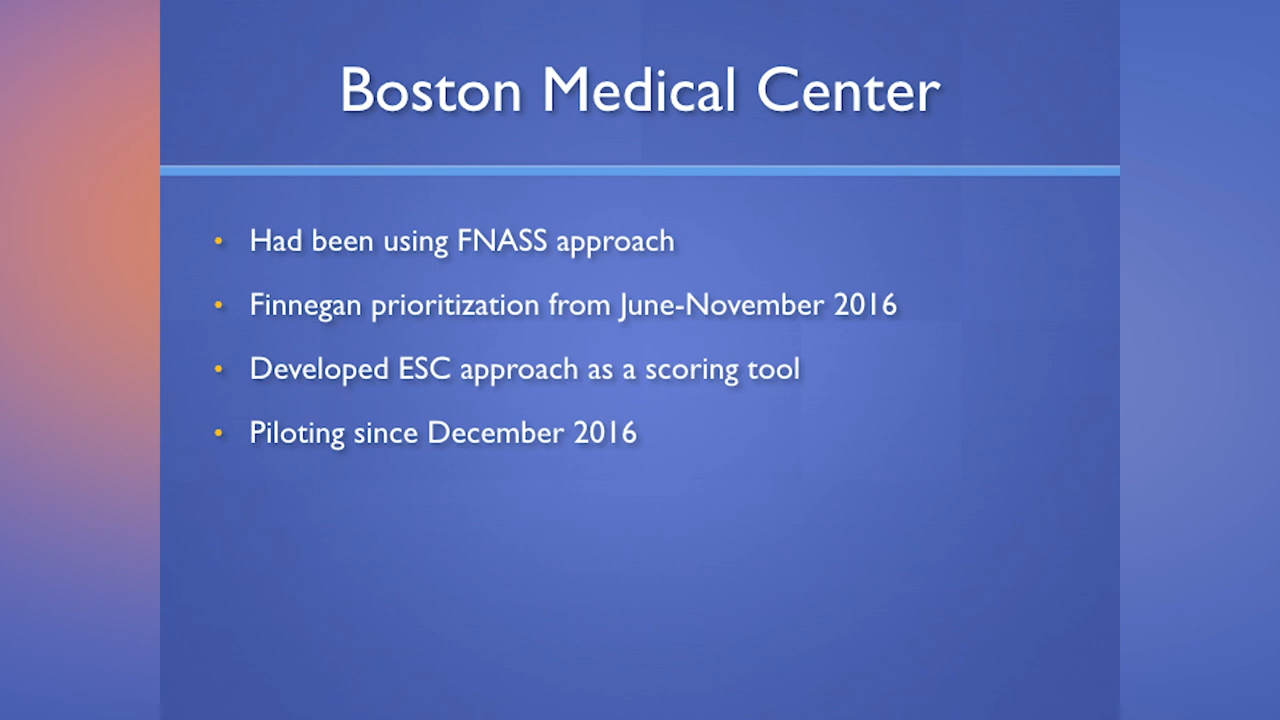 Boston Medical Center
• Had been using FNASS approach
• Finnegan prioritization from June-November 2016
• Developed ESC approach as a scoring tool
• Piloting since December 2016